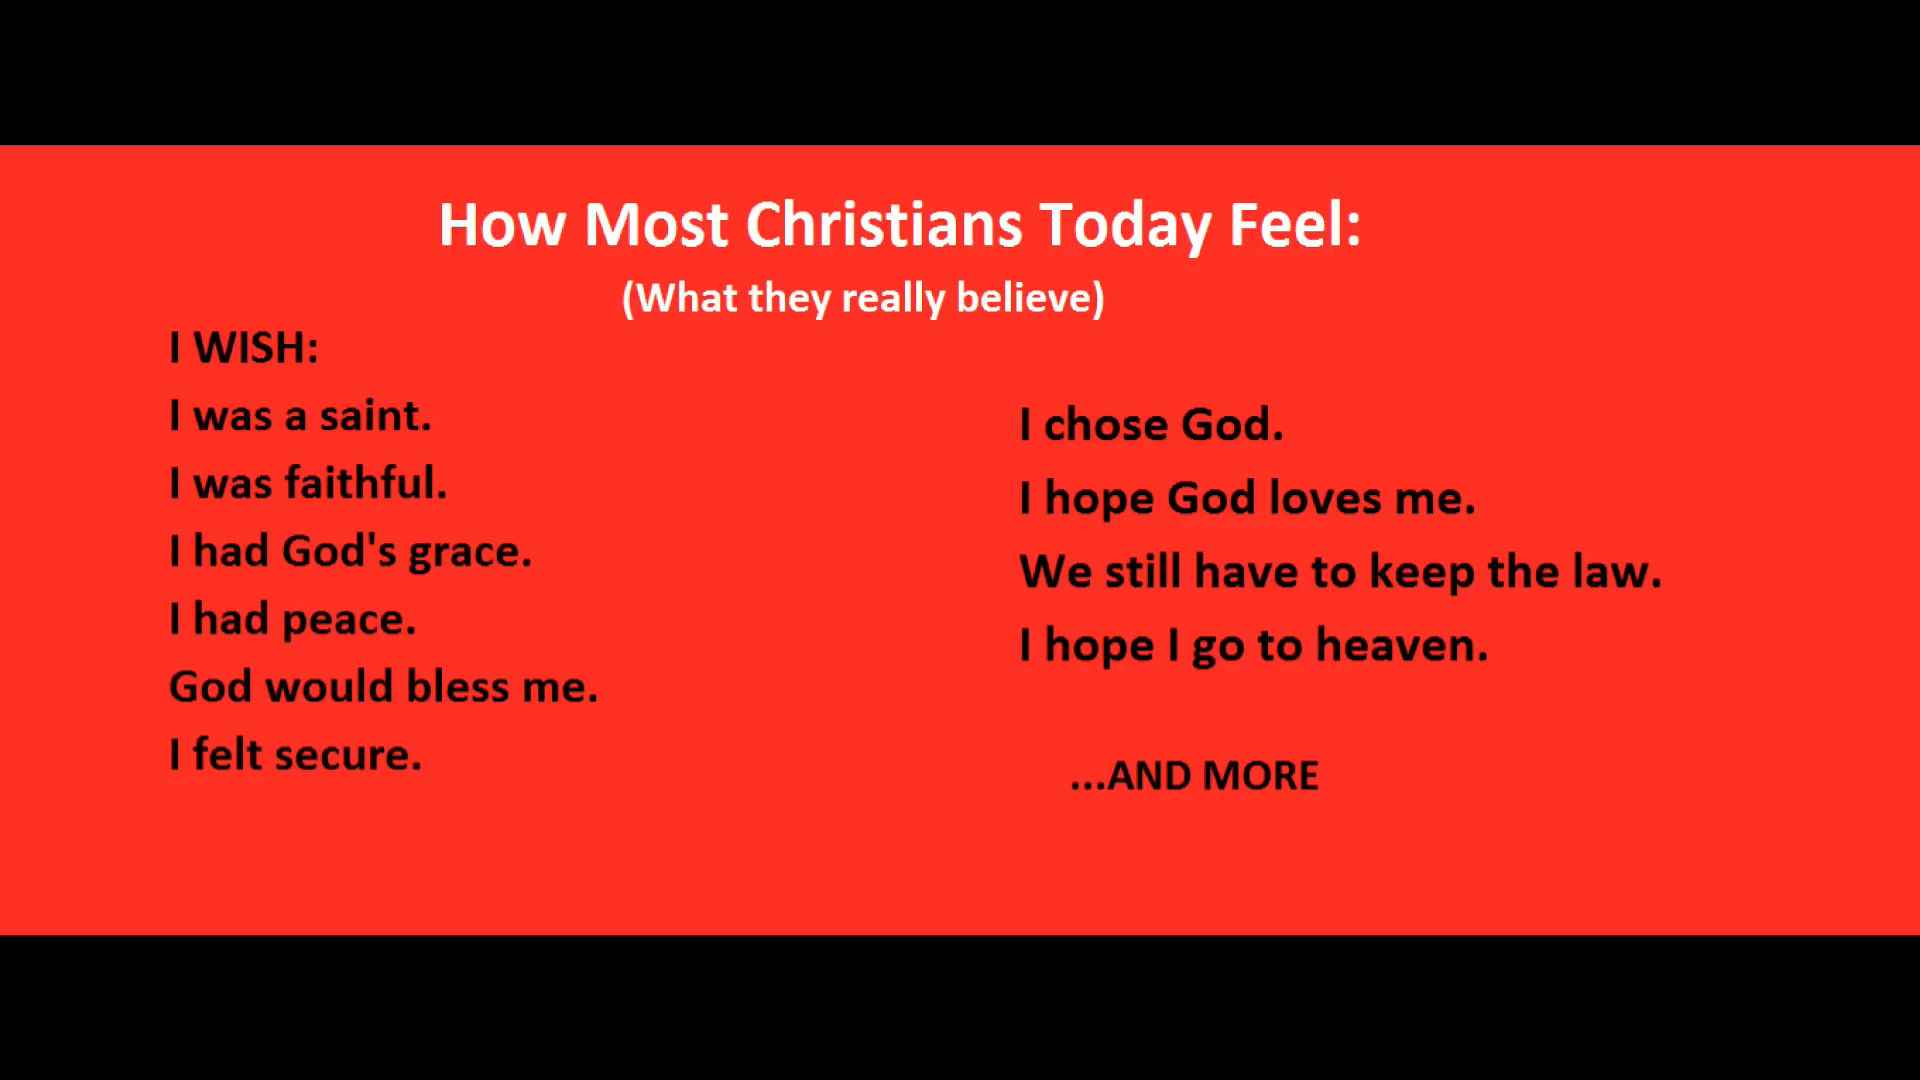 How Most Christians Today Feel:
(What they really believe)
I WISH:
I was a saint.
I was faithful.
I had God's grace.
I had peace.
God would bless me.
I felt secure.
I chose God.
I hope God loves me.
We still have to keep the law.
I hope I go to heaven.
...AND MORE